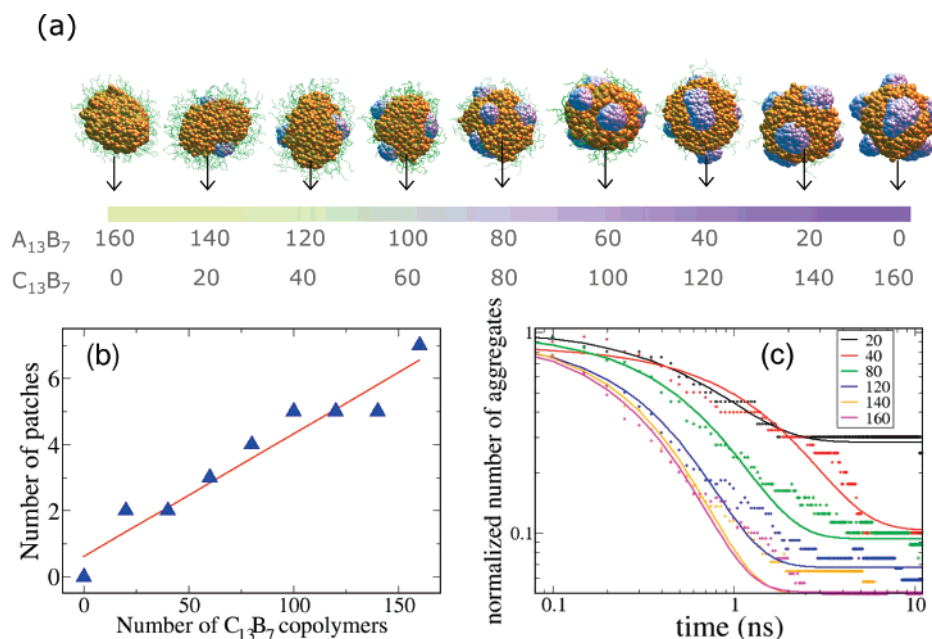 (a)
A13B7 160 140 120 100 80 60 40 20 0
C13B7 0 20 40 60 80 100 120 140 160
(b)
Number of patches
6
4
2
0
0 50 100 150
Number of C13B7 copolymers
(c)
normalized number of aggregates
1
0.1
20
40
80
120
140
160
0.1 1 10
time (ns)